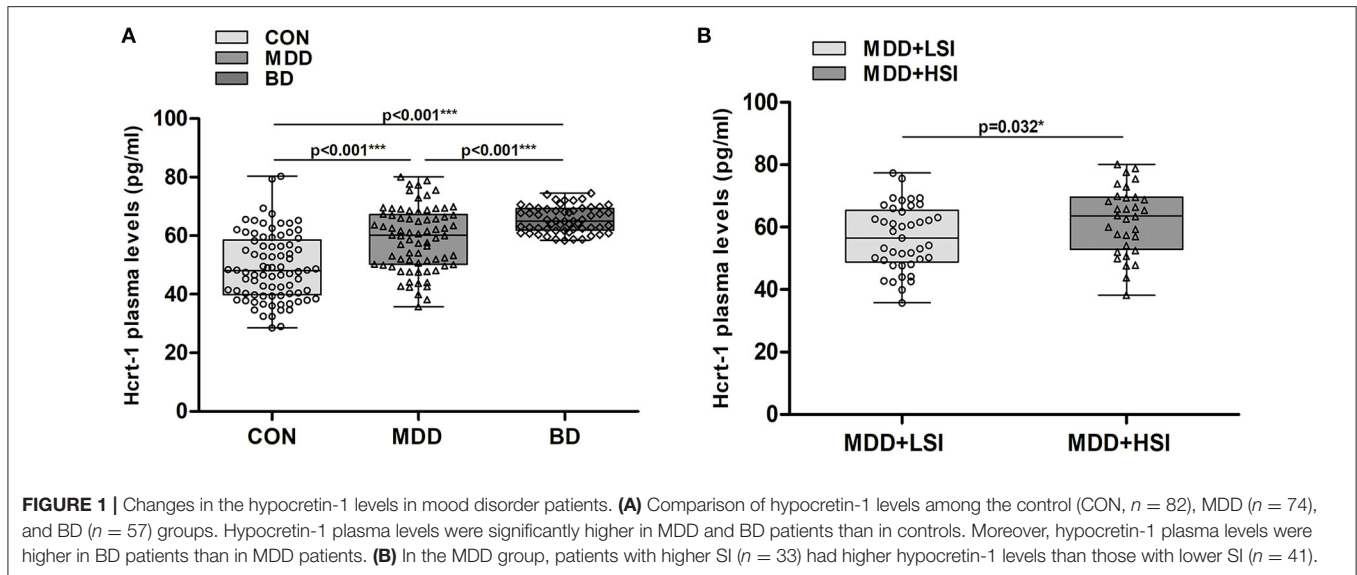 A
CON
MDD
BD
Hcrt-1 plasma levels (pg/ml)
100
80
60
40
20
0
p<0.001***
p<0.001***
p<0.001***
CON
MDD
BD
B
MDD+LSI
MDD+HSI
Hcrt-1 plasma levels (pg/ml)
100
80
60
40
20
0
p=0.032*
MDD+LSI
MDD+HSI
FIGURE 1 | Changes in the hypocretin-1 levels in mood disorder patients. (A) Comparison of hypocretin-1 levels among the control (CON, n = 82), MDD (n = 74),
and BD (n = 57) groups. Hypocretin-1 plasma levels were significantly higher in MDD and BD patients than in controls. Moreover, hypocretin-1 plasma levels were
higher in BD patients than in MDD patients. (B) In the MDD group, patients with higher SI (n = 33) had higher hypocretin-1 levels than those with lower SI (n = 41).